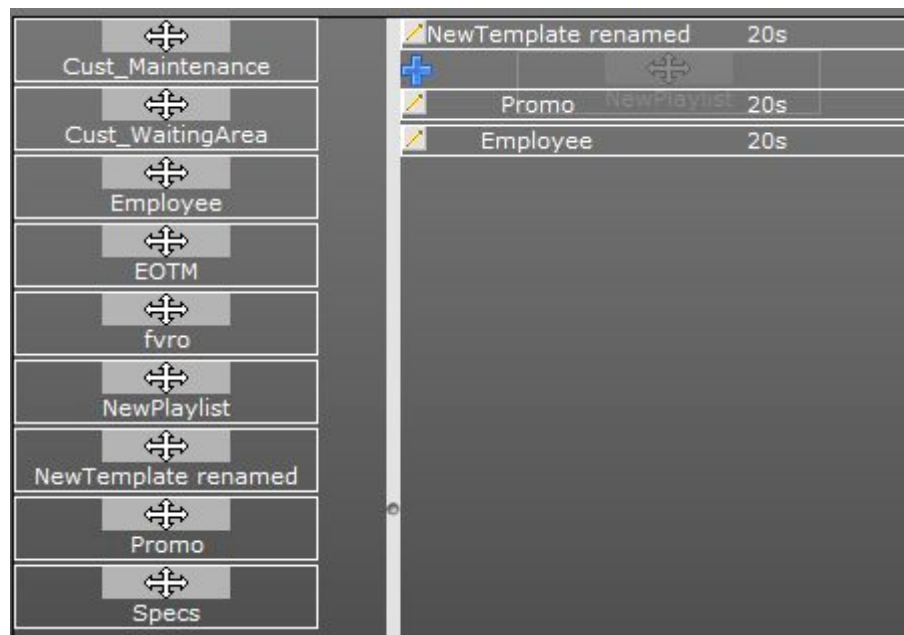 Cust_Maintenance
Cust_WaitingArea
Employee
EOTM
fvro
NewPlaylist
NewTemplate renamed
Promo
Specs
NewTemplate renamed 20s
NewPlaylist
Promo 20s
Employee 20s